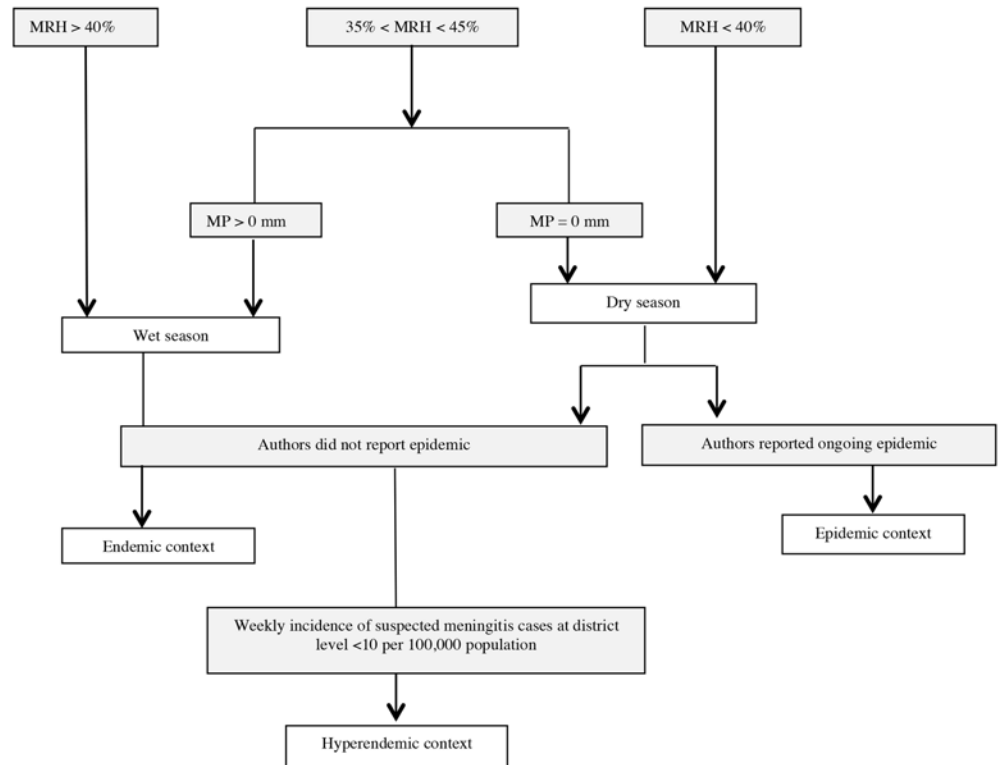 MRH > 40%
35% < MRH < 45%
MRH < 40%
MP > 0 mm
MP = 0 mm
Dry season
Wet season
Authors did not report epidemic
Authors reported ongoing epidemic
Endemic context
Epidemic context
Weekly incidence of suspected meningitis cases at district
level <10 per 100,000 population
Hyperendemic context